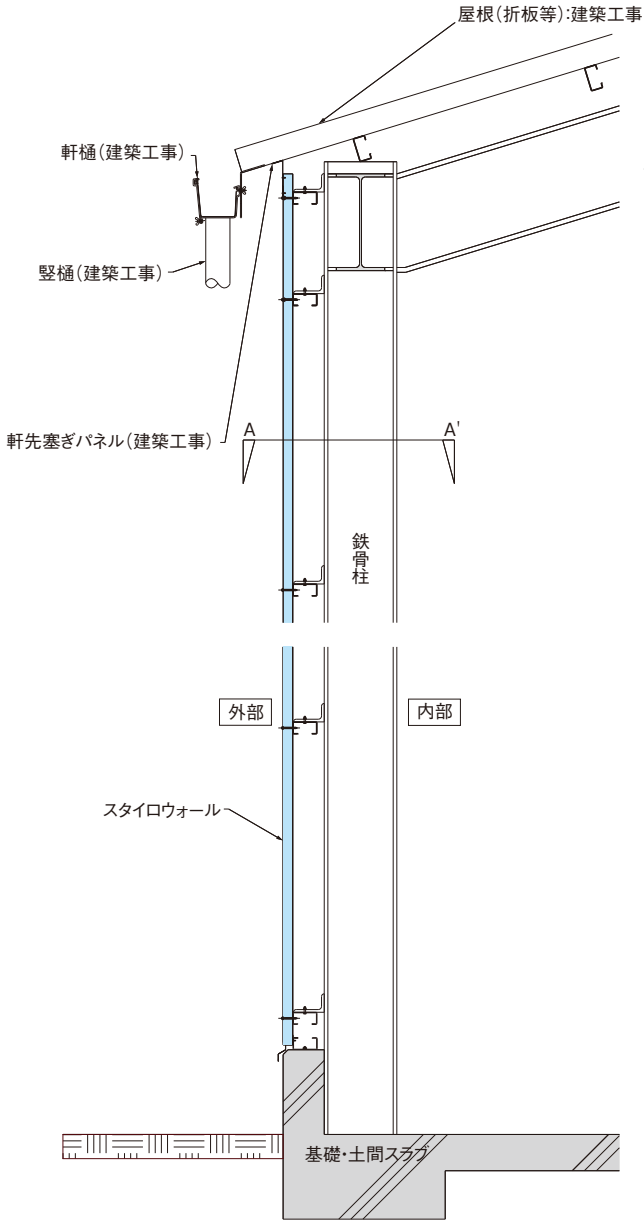 屋根(折板等):建築工事
軒樋(建築工事)
竪樋(建築工事)
軒先塞ぎパネル(建築工事)
A
A'
鉄骨柱
外部
内部
スタイロウォール
基礎・土間スラブ